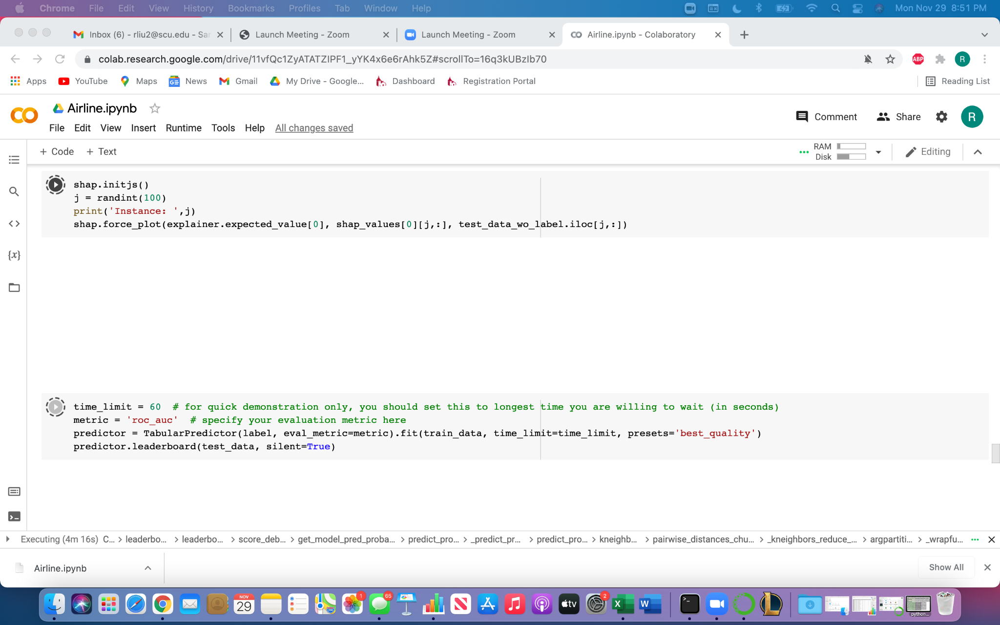 Chrome File Edit View History Bookmarks Profiles Tab Window Help Mon Nov 29 8:51 PM
Inbox (6) - rliu2@scu.edu - Sar Launch Meeting - Zoom Launch Meeting - Zoom Airline.ipynb - Colaboratory
colab.research.google.com/drive/11vfQc1ZyATATZIPF1_yYK4x6e6rAhk5Z#scrollTo=16q3kUBzIb70 ABP R
Apps YouTube Maps News Gmail My Drive - Google... Dashboard Registration Portal Reading List
Airline.ipynb
Comment Share R
File Edit View Insert Runtime Tools Help All changes saved
+ Code + Text RAM Disk Editing
shap.initjs()
j = randint(100)
print('Instance: ',j)
shap.force_plot(explainer.expected_value[0], shap_values[0][j,:], test_data_wo_label.iloc[j,:])
time_limit = 60 # for quick demonstration only, you should set this to longest time you are willing to wait (in seconds)
metric = 'roc_auc' # specify your evaluation metric here
predictor = TabularPredictor(label, eval_metric=metric).fit(train_data, time_limit=time_limit, presets='best_quality')
predictor.leaderboard(test_data, silent=True)
Executing (4m 16s) C... > leaderbo... > leaderbo... > score_deb... > get_model_pred_proba... > predict_pro... > _predict_pr... > predict_pro... > kneighb... > pairwise_distances_chu... > _kneighbors_reduce_... > argpartiti... > _wrapfu...
Airline.ipynb Show All
NOV 29 1 65 tv 2 X W python...